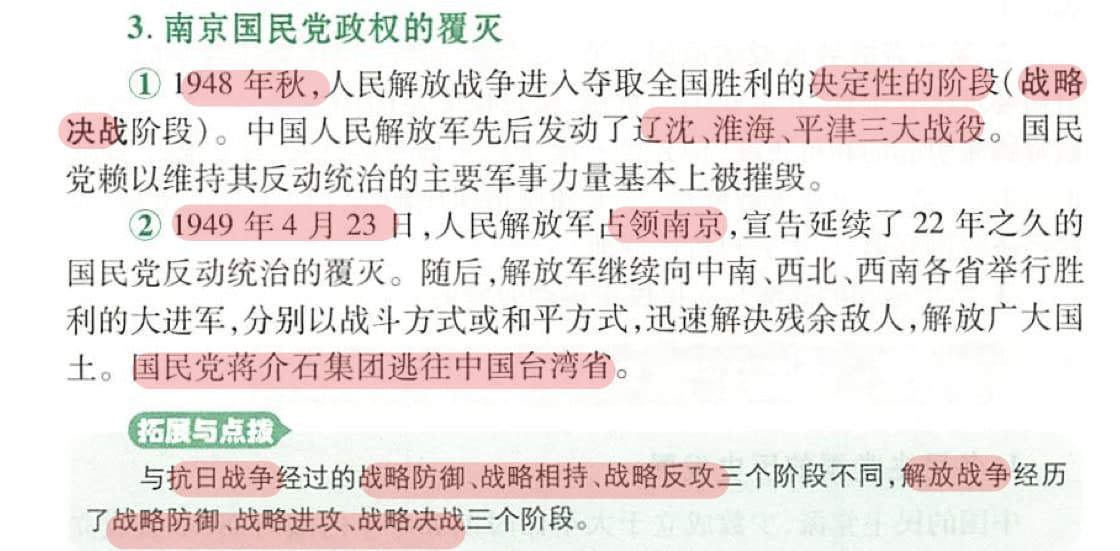 3. 南京国民党政权的覆灭
① 1948 年秋,人民解放战争进入夺取全国胜利的决定性的阶段(战略
决战阶段)。中国人民解放军先后发动了辽沈、淮海、平津三大战役。国民
党赖以维持其反动统治的主要军事力量基本上被摧毁。
② 1949 年 4 月 23 日,人民解放军占领南京,宣告延续了 22 年之久的
国民党反动统治的覆灭。随后,解放军继续向中南、西北、西南各省举行胜
利的大进军,分别以战斗方式或和平方式,迅速解决残余敌人,解放广大国
土。国民党蒋介石集团逃往中国台湾省。
拓展与点拨
与抗日战争经过的战略防御、战略相持、战略反攻三个阶段不同,解放战争经历
了战略防御、战略进攻、战略决战三个阶段。